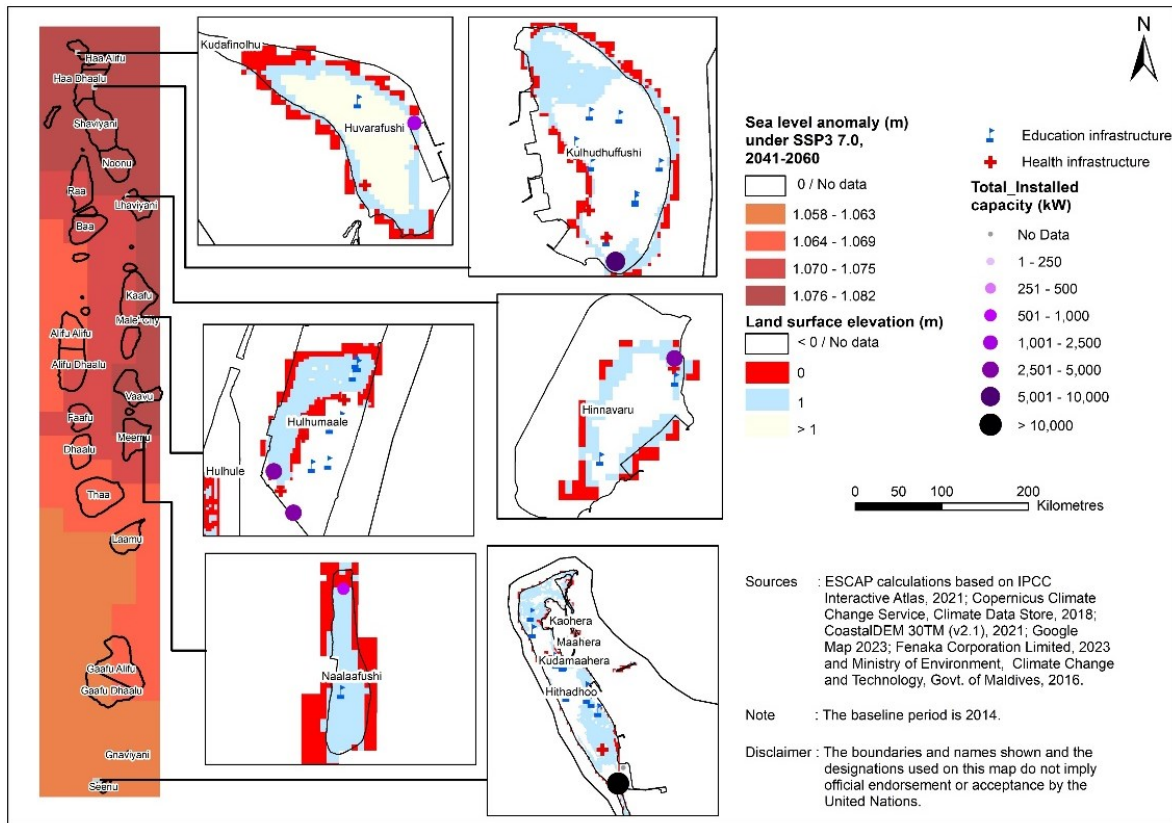 Haa Alifu
Haa Dhaalu
Shaviyani
Noonu
Raa
Lhaviyani
Baa
Kaafu
Male' city
Alifu Alifu
Alifu Dhaalu
Vaavu
Faafu
Meemu
Dhaalu
Thaa
Laamu
Gaafu Alifu
Gaafu Dhaalu
Gnaviyani
Seenu
Kudafinolhu
Huvarafushi
Kulhudhuffushi
Hulhumaale
Hulhule
Hinnavaru
Naalaafushi
Kaohera
Maahera
Kudamaahera
Hithadhoo
N
Sea level anomaly (m)
under SSP3 7.0,
2041-2060
0 / No data
1.058 - 1.063
1.064 - 1.069
1.070 - 1.075
1.076 - 1.082
Land surface elevation (m)
< 0 / No data
0
1
> 1
Education infrastructure
Health infrastructure
Total_Installed
capacity (kW)
No Data
1 - 250
251 - 500
501 - 1,000
1,001 - 2,500
2,501 - 5,000
5,001 - 10,000
> 10,000
0 100 200
Kilometres
Sources : ESCAP calculations based on IPCC
Interactive Atlas, 2021; Copernicus Climate
Change Service, Climate Data Store, 2018;
CoastalDEM 30TM (v2.1), 2021; Google
Map 2023; Fenaka Corporation Limited, 2023
and Ministry of Environment, Climate Change
and Technology, Govt. of Maldives, 2016.
Note : The baseline period is 2014.
Disclaimer : The boundaries and names shown and the
designations used on this map do not imply
official endorsement or acceptance by the
United Nations.